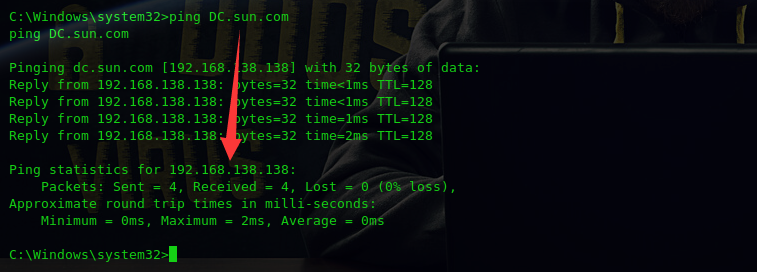 C:\Windows\system32>ping DC.sun.com
ping DC.sun.com
Pinging dc.sun.com [192.168.138.138] with 32 bytes of data:
Reply from 192.168.138.138: bytes=32 time<1ms TTL=128
Reply from 192.168.138.138: bytes=32 time<1ms TTL=128
Reply from 192.168.138.138: bytes=32 time=1ms TTL=128
Reply from 192.168.138.138: bytes=32 time=2ms TTL=128
Ping statistics for 192.168.138.138:
Packets: Sent = 4, Received = 4, Lost = 0 (0% loss),
Approximate round trip times in milli-seconds:
Minimum = 0ms, Maximum = 2ms, Average = 0ms
C:\Windows\system32>